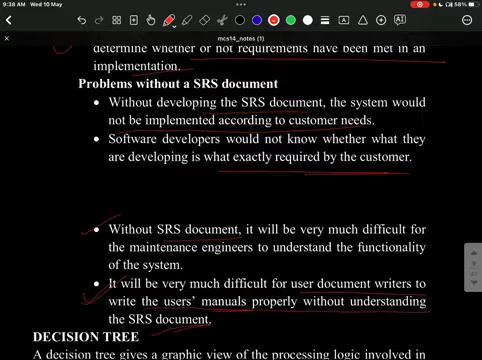 9:38 AM Wed 10 May
58%
mcs14_notes (1)
determine whether or not requirements have been met in an
implementation.
Problems without a SRS document
• Without developing the SRS document, the system would
not be implemented according to customer needs.
• Software developers would not know whether what they
are developing is what exactly required by the customer.
• Without SRS document, it will be very much difficult for
the maintenance engineers to understand the functionality
of the system.
• It will be very much difficult for user document writers to
write the users' manuals properly without understanding
the SRS document.
DECISION TREE
A decision tree gives a graphic view of the processing logic involved in